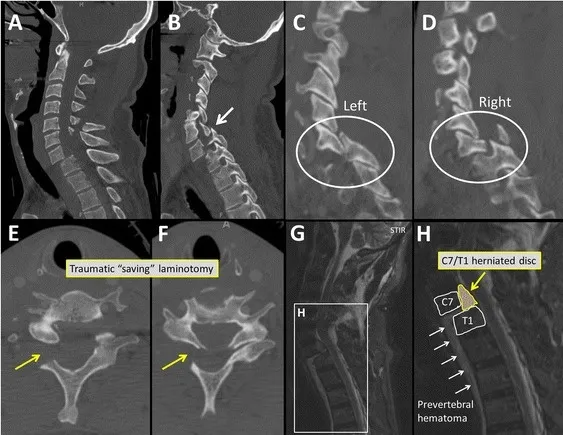 A
B
C
D
Left
Right
E
F
A
Traumatic “saving” laminotomy
G
STIR
H
H
C7/T1 herniated disc
C7
T1
Prevertebral
hematoma